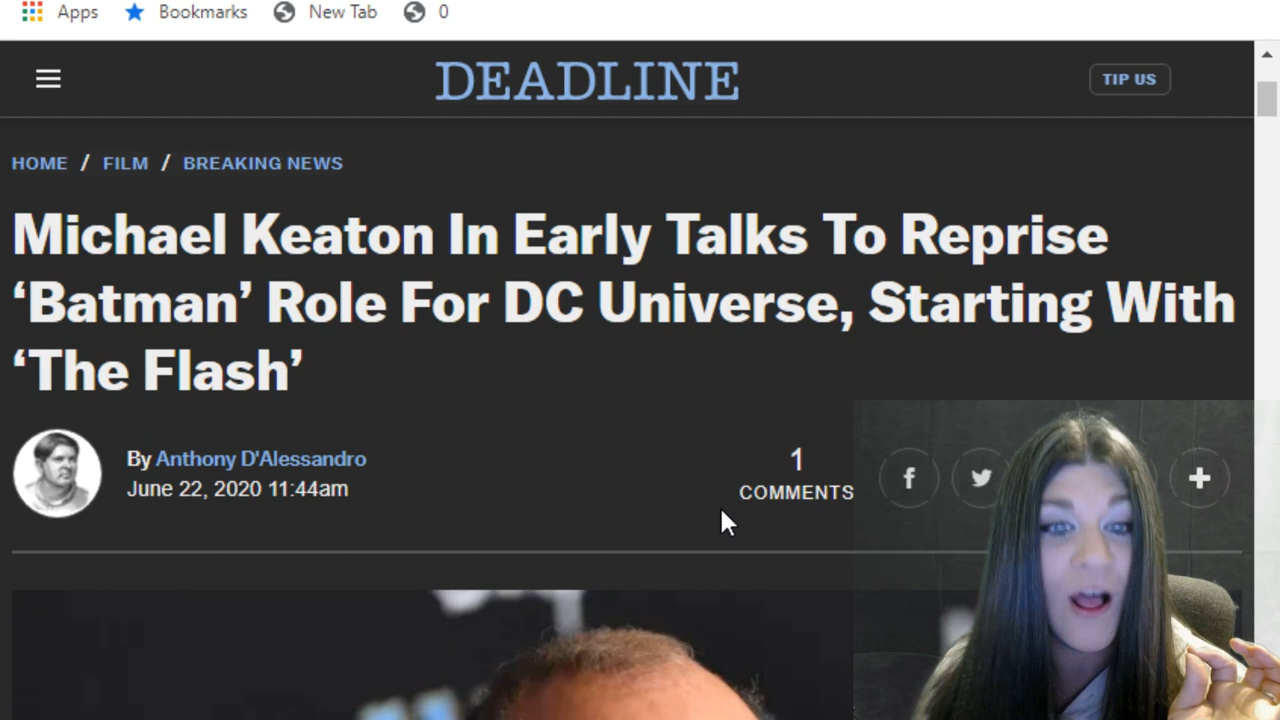 Apps Bookmarks New Tab 0
DEADLINE
TIP US
HOME / FILM / BREAKING NEWS
Michael Keaton In Early Talks To Reprise
‘Batman’ Role For DC Universe, Starting With
‘The Flash’
By Anthony D'Alessandro
June 22, 2020 11:44am
1
COMMENTS